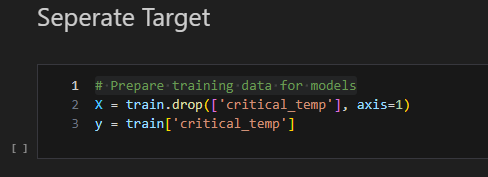 Seperate Target
1 # Prepare training data for models
2 X = train.drop(['critical_temp'], axis=1)
3 y = train['critical_temp']
[ ]